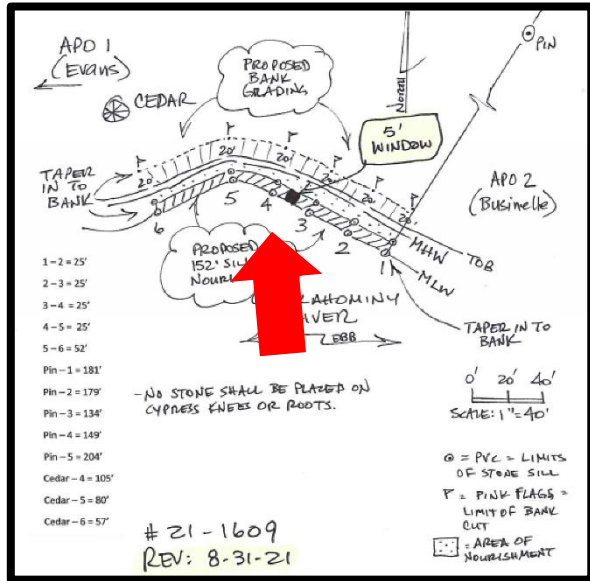 APO 1
(Evans)
CEDAR
PROPOSED
BANK
GRADING
PIN
5'
WINDOW
APO 2
(Businelle)
TAPER
IN TO
BANK
20'
20'
20'
20'
20'
6
5
4
3
2
1
MHW
TOB
MLW
PROPOSED
152' SILL
NOURI
AHOMINY
VER
EBB
TAPER IN TO
BANK
1-2 = 25'
2-3 = 25'
3-4 = 25'
4-5 = 25'
5-6 = 52'
Pin-1 = 181'
Pin-2 = 179'
Pin-3 = 134'
Pin-4 = 149'
Pin-5 = 204'
Cedar-4 = 105'
Cedar-5 = 80'
Cedar-6 = 57'
-NO STONE SHALL BE PLACED ON
CYPRESS KNEES OR ROOTS.
0' 20' 40'
SCALE: 1"=40'
= PVC = LIMITS
OF STONE SILL
P = PINK FLAGS =
LIMIT OF BANK
CUT
= AREA OF
NOURISHMENT
# 21-1609
REV: 8-31-21